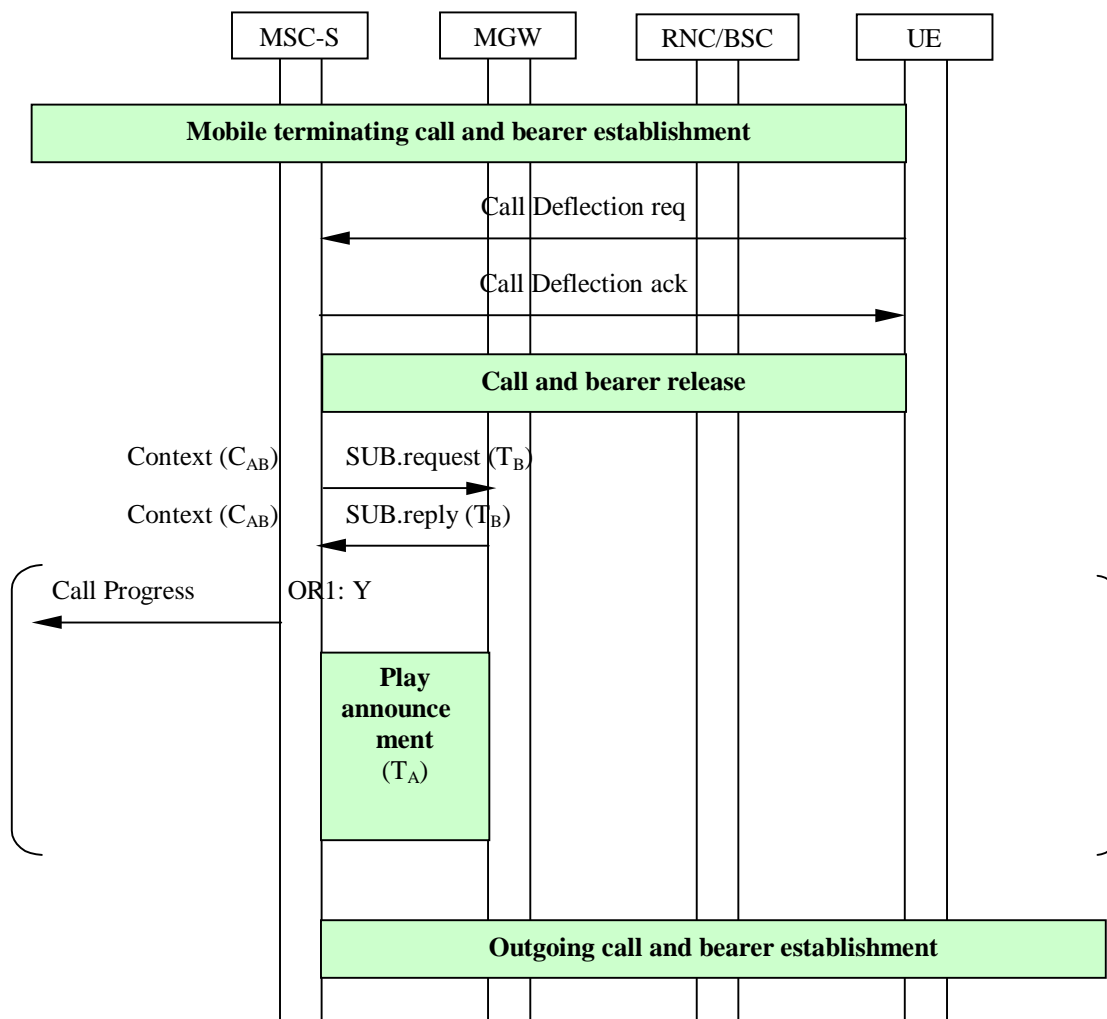 MSC-S MGW RNC/BSC UE
Mobile terminating call and bearer establishment
Call Deflection req
Call Deflection ack
Call and bearer release
Context (CAB) SUB.request (TB)
Context (CAB) SUB.reply (TB)
Call Progress OR1: Y
Play
announce
ment
(TA)
Outgoing call and bearer establishment